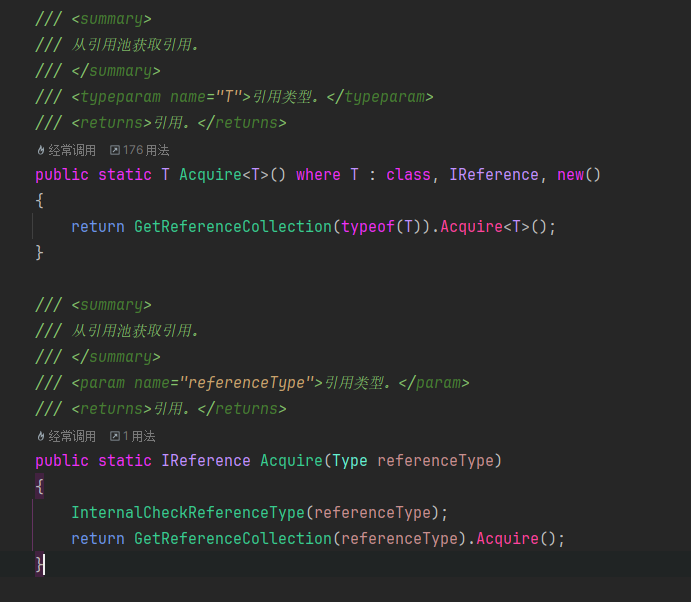 /// <summary>
/// 从引用池获取引用。
/// </summary>
/// <typeparam name="T">引用类型。</typeparam>
/// <returns>引用。</returns>
经常调用 176 用法
public static T Acquire<T>() where T : class, IReference, new()
{
    return GetReferenceCollection(typeof(T)).Acquire<T>();
}

/// <summary>
/// 从引用池获取引用。
/// </summary>
/// <param name="referenceType">引用类型。</param>
/// <returns>引用。</returns>
经常调用 1 用法
public static IReference Acquire(Type referenceType)
{
    InternalCheckReferenceType(referenceType);
    return GetReferenceCollection(referenceType).Acquire();
}